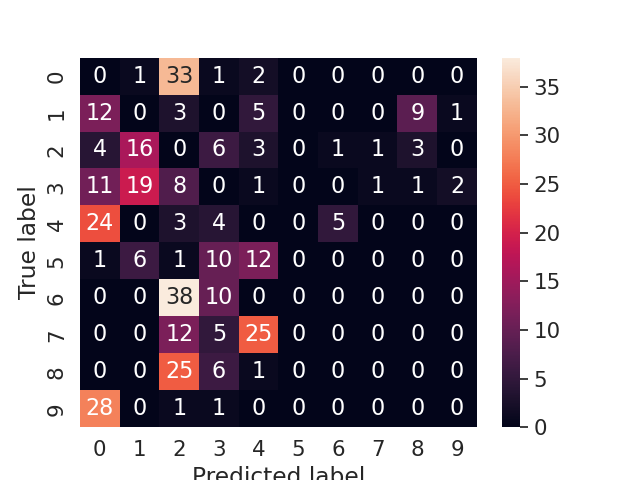 0 0 1 33 1 2 0 0 0 0 0
1 12 0 3 0 5 0 0 0 9 1
2 4 16 0 6 3 0 1 1 3 0
3 11 19 8 0 1 0 0 1 1 2
4 24 0 3 4 0 0 5 0 0 0
5 1 6 1 10 12 0 0 0 0 0
6 0 0 38 10 0 0 0 0 0 0
7 0 0 12 5 25 0 0 0 0 0
8 0 0 25 6 1 0 0 0 0 0
9 28 0 1 1 0 0 0 0 0 0
0 1 2 3 4 5 6 7 8 9
Predicted label
True label
35
30
25
20
15
10
5
0